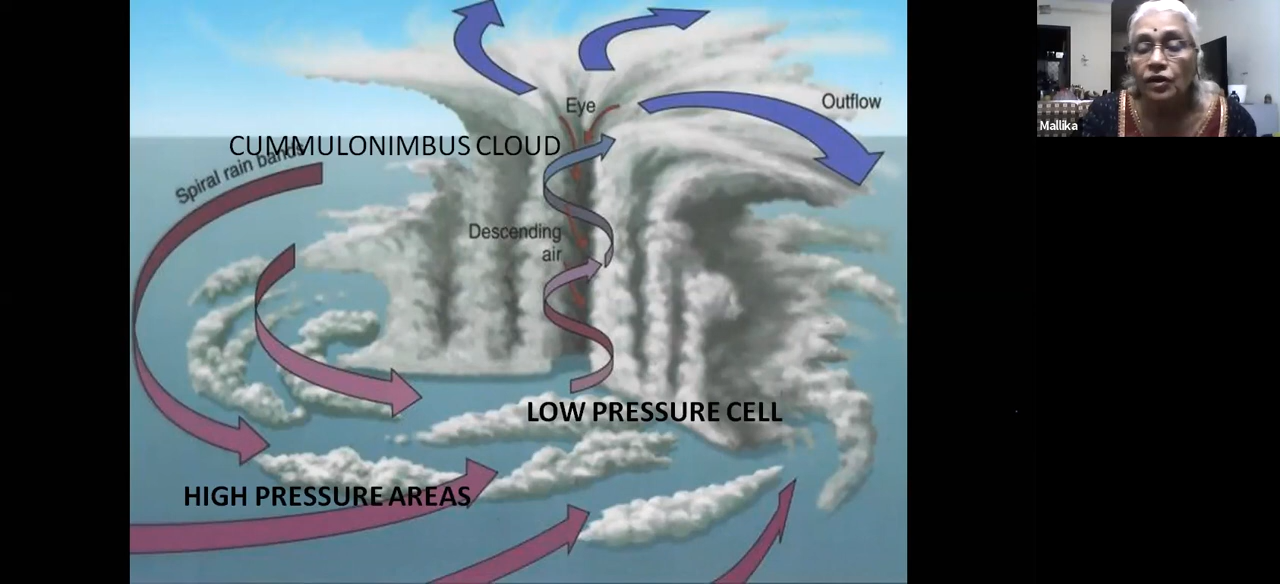 Eye
Outflow
CUMMULONIMBUS CLOUD
Spiral rain bands
Descending
air
LOW PRESSURE CELL
HIGH PRESSURE AREAS
Mallika